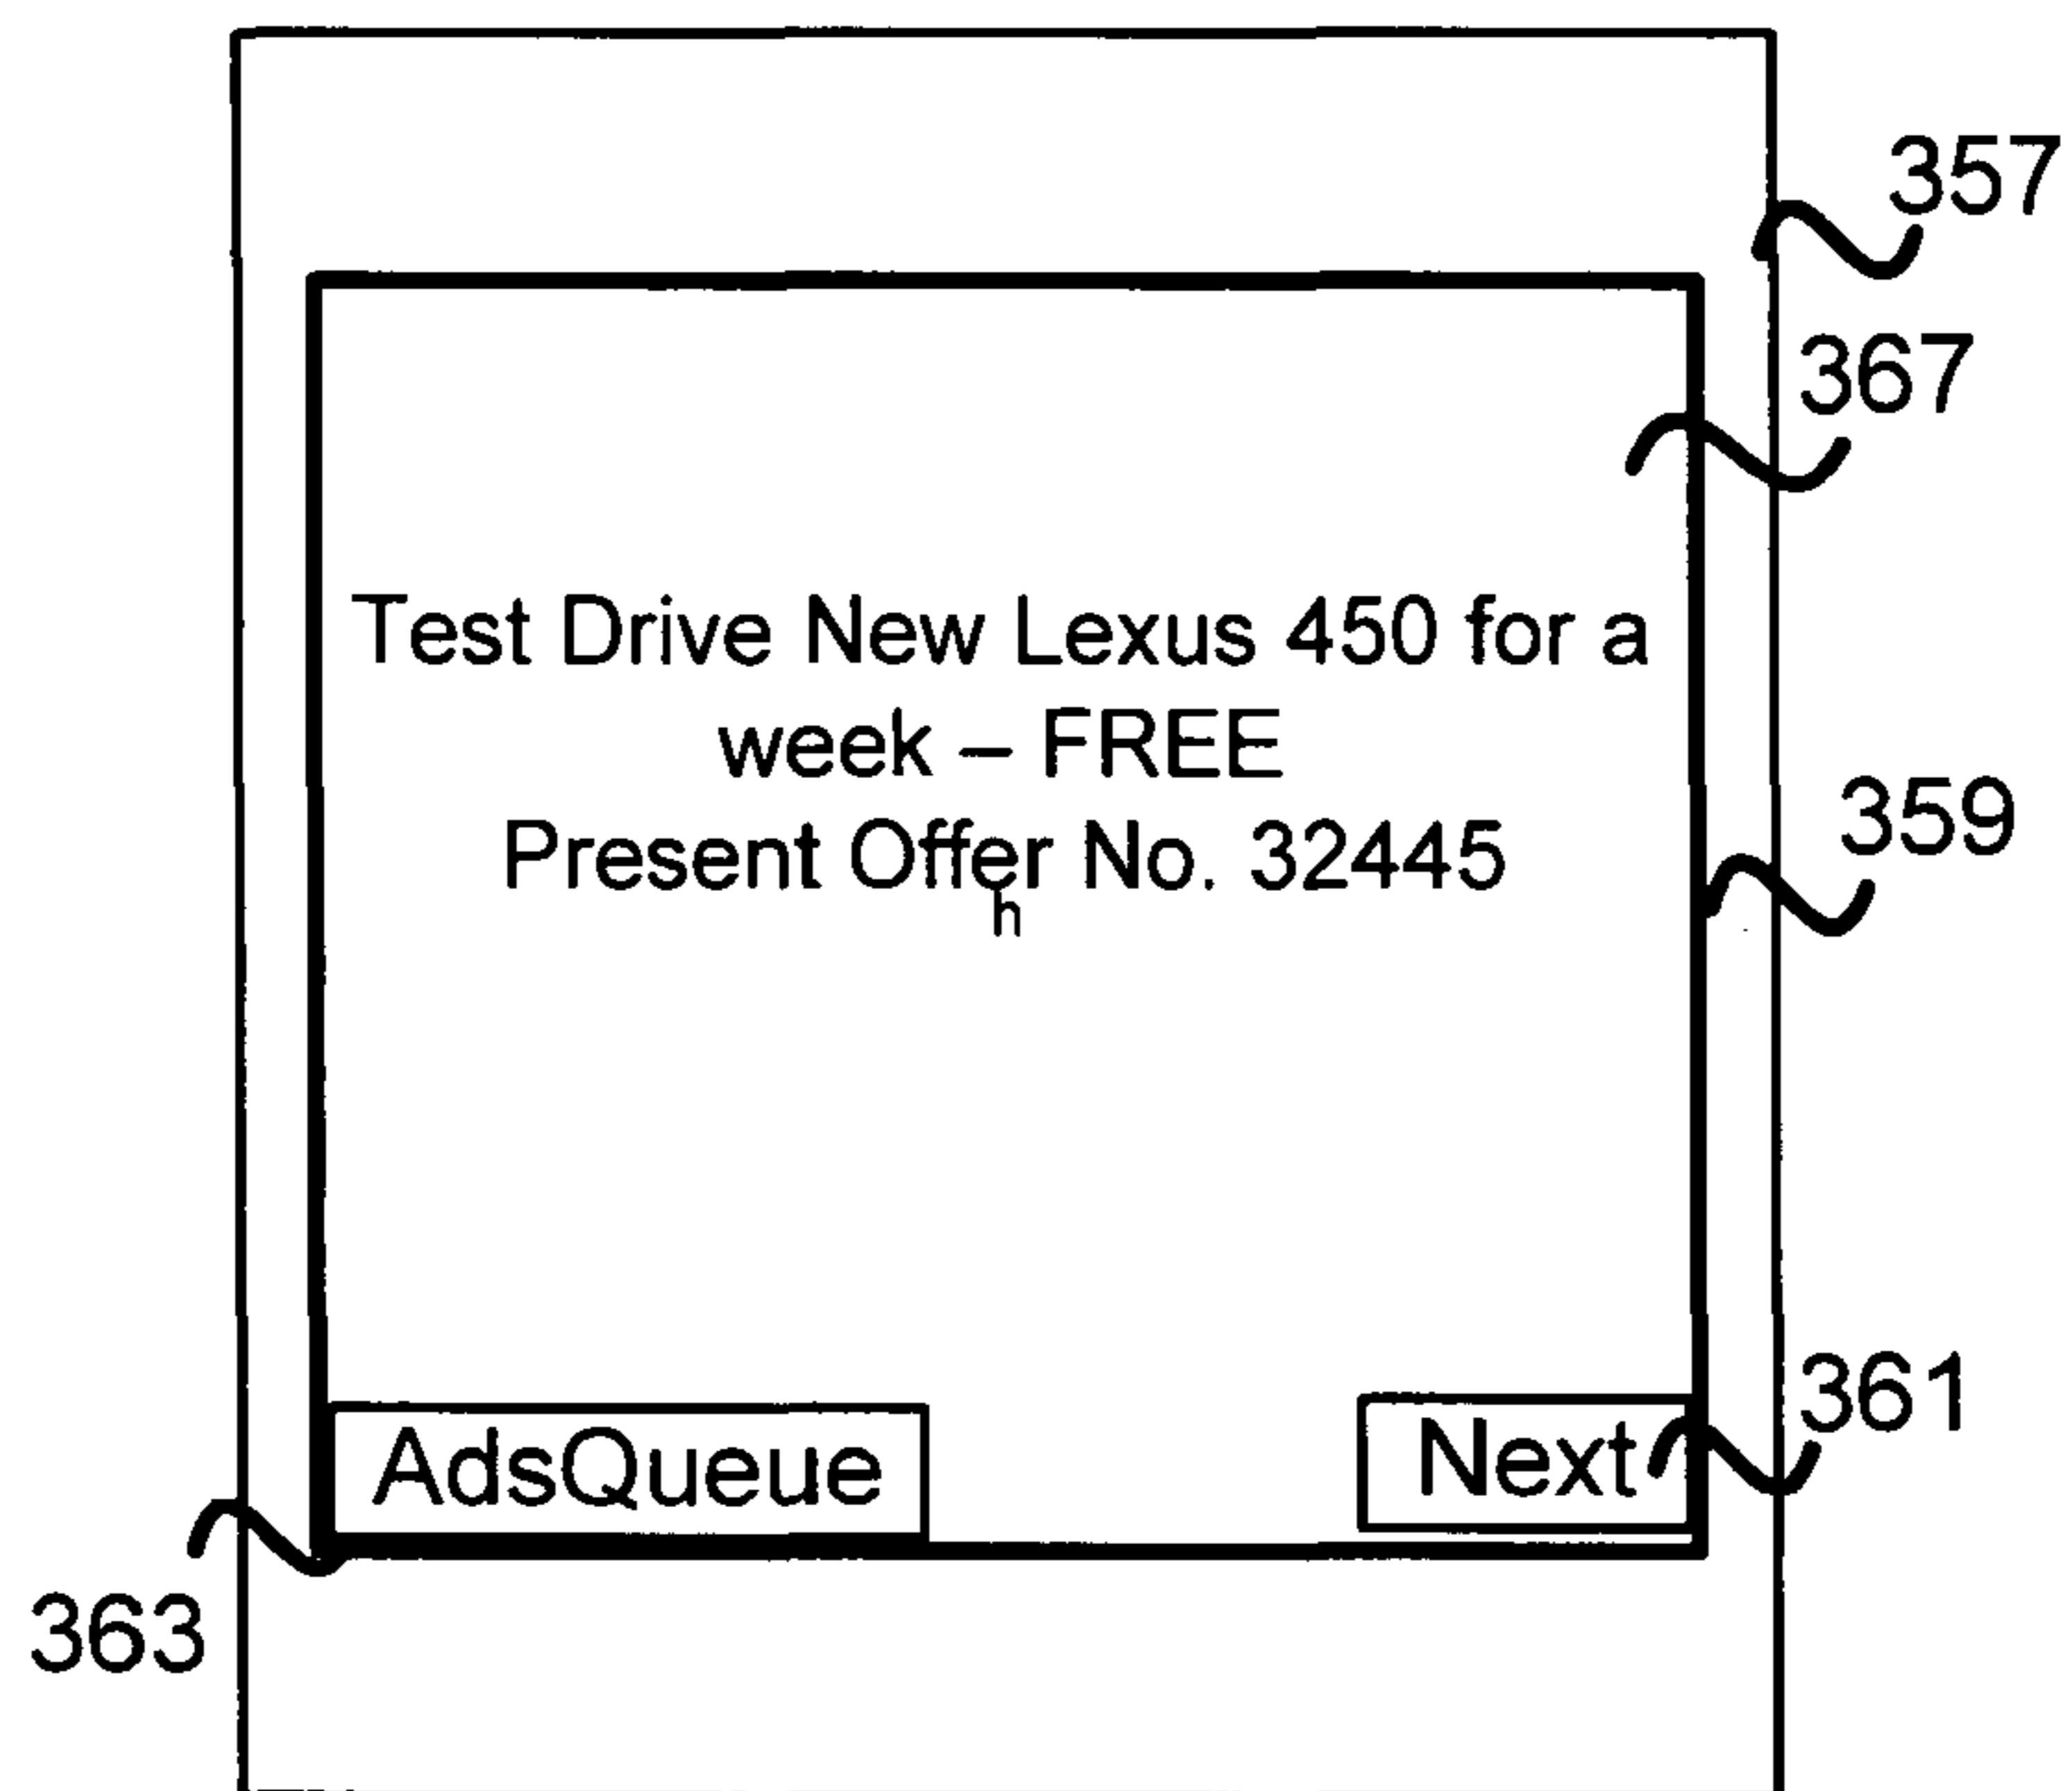 357
367
Test Drive New Lexus 450 for a
week – FREE
Present Offer No. 32445
h
359
361
AdsQueue
Next
363